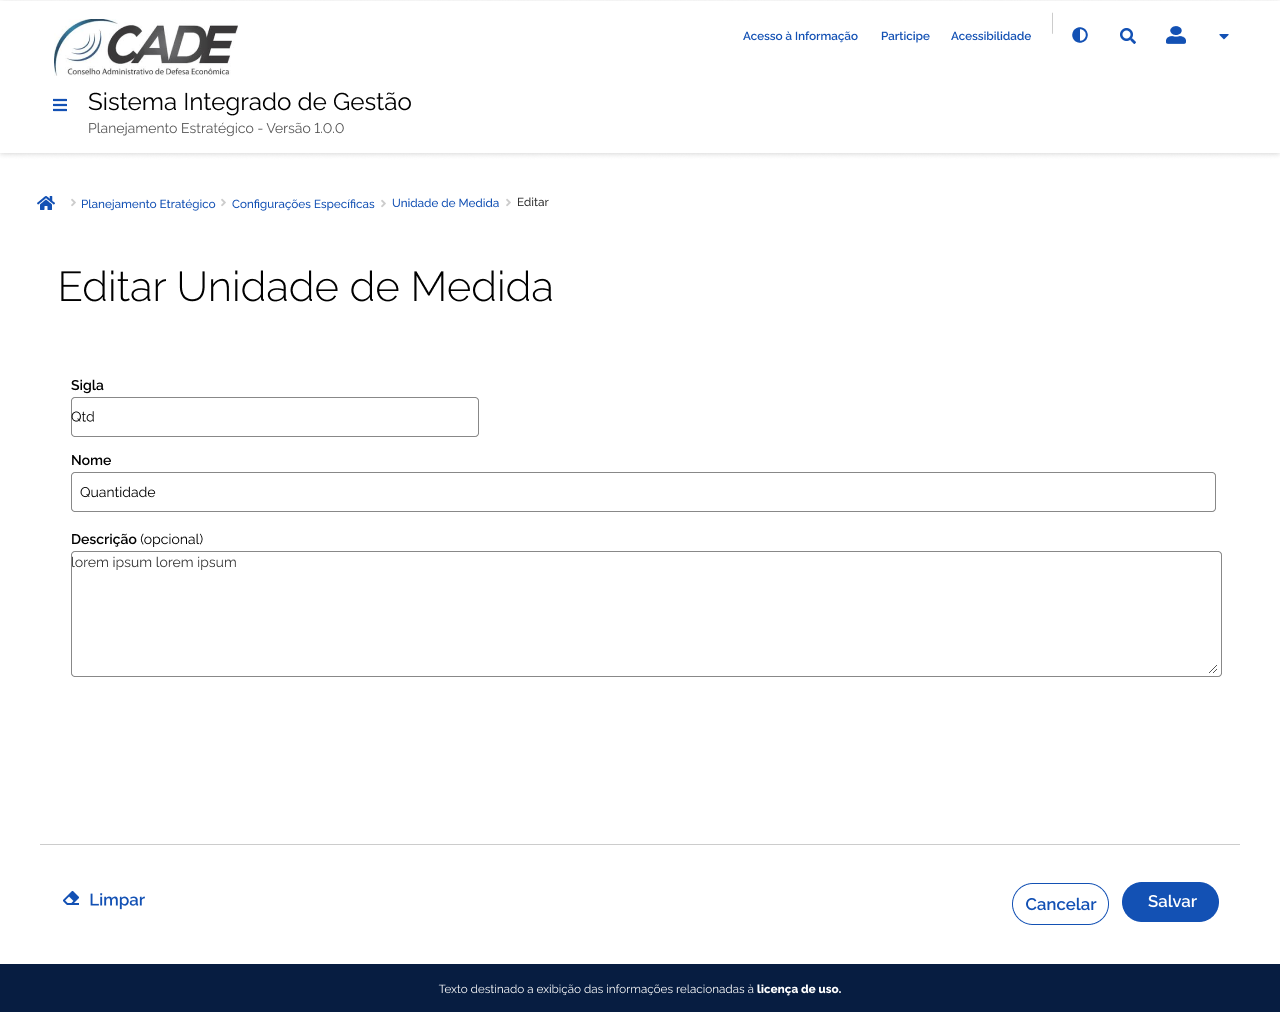 CADE
Conselho Administrativo de Defesa Econômica
Acesso à Informação Participe Acessibilidade
Sistema Integrado de Gestão
Planejamento Estratégico - Versão 1.0.0
Planejamento Etratégico Configurações Específicas Unidade de Medida Editar
Editar Unidade de Medida
Sigla
Qtd
Nome
Quantidade
Descrição (opcional)
lorem ipsum lorem ipsum
Limpar Cancelar Salvar
Texto destinado a exibição das informações relacionadas à licença de uso.